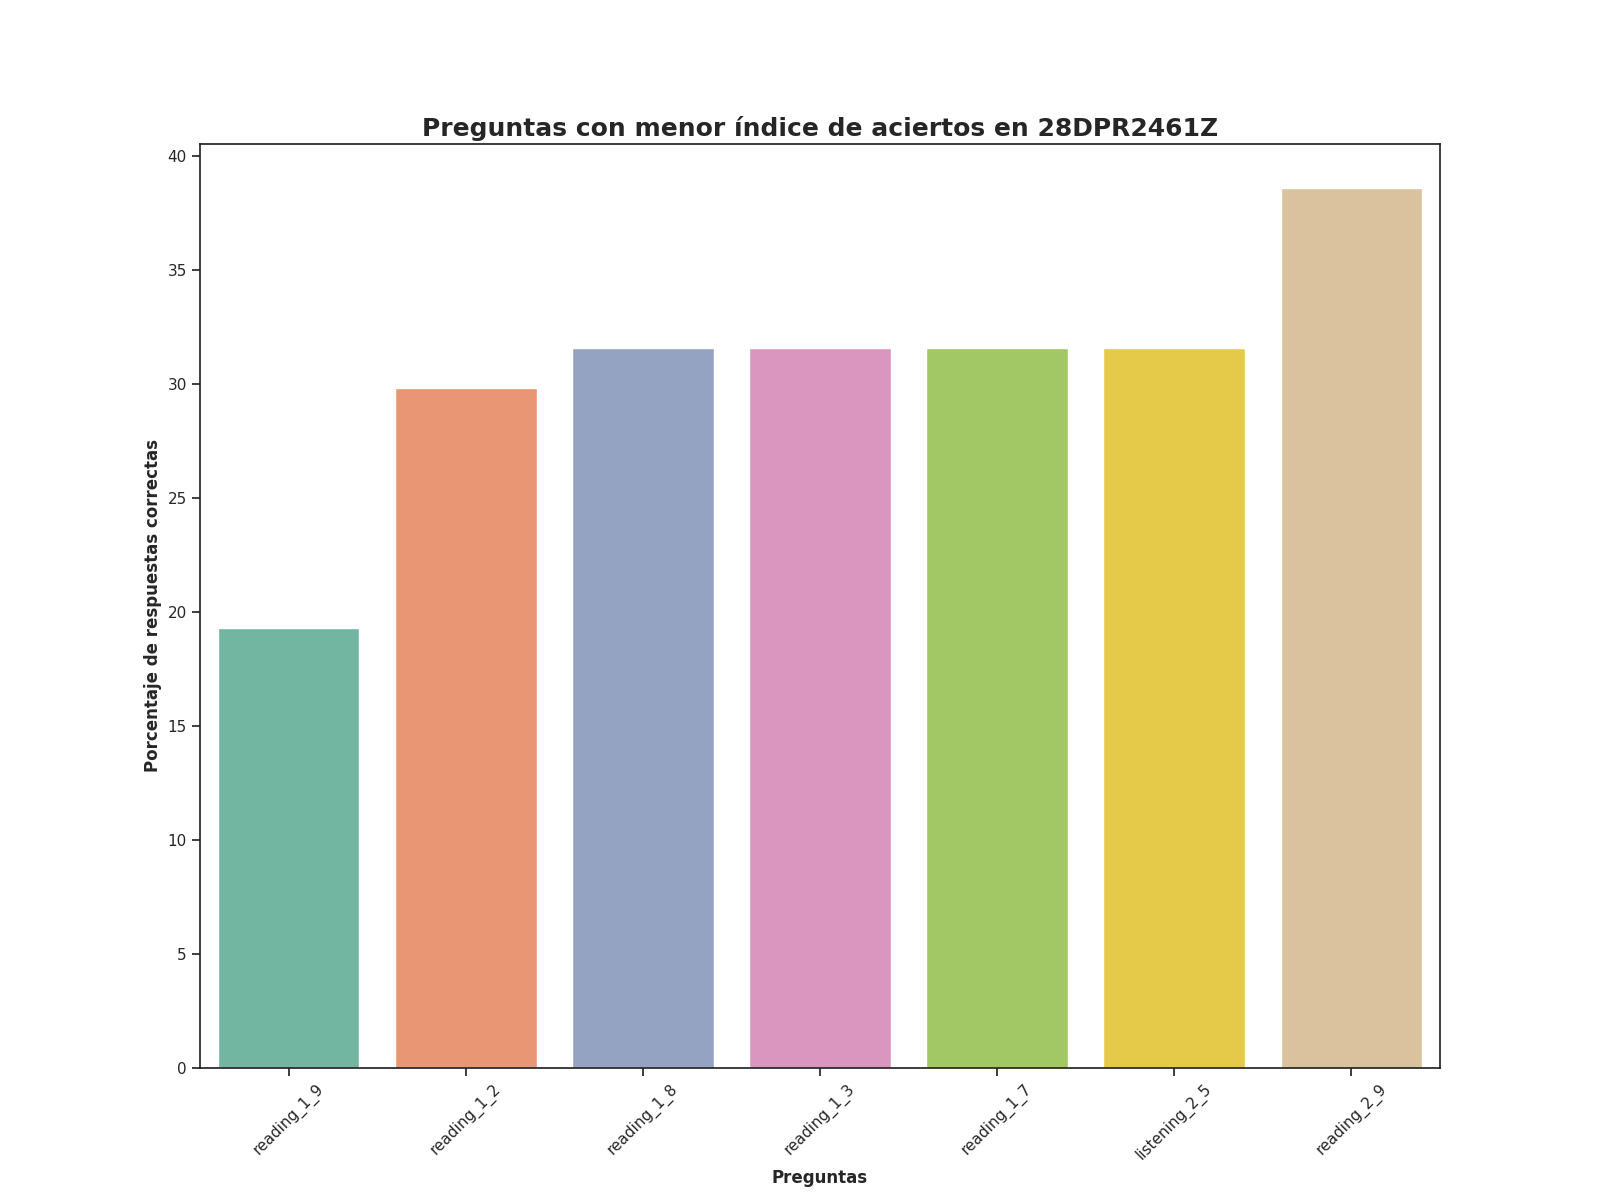 Preguntas con menor índice de aciertos en 28DPR2461Z
Porcentaje de respuestas correctas
40
35
30
25
20
15
10
5
0
reading_1_9
reading_1_2
reading_1_8
reading_1_3
reading_1_7
listening_2_5
reading_2_9
Preguntas